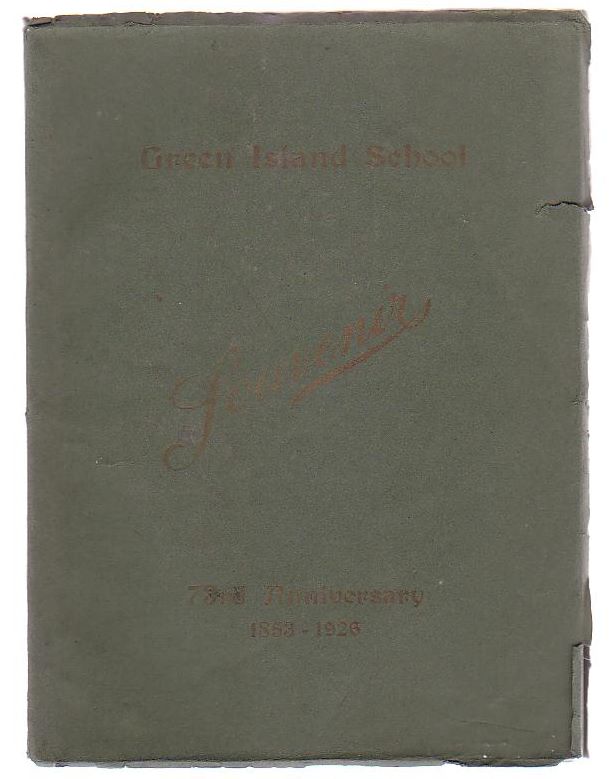 Green Island School
Souvenir
73rd Anniversary
1853 - 1926